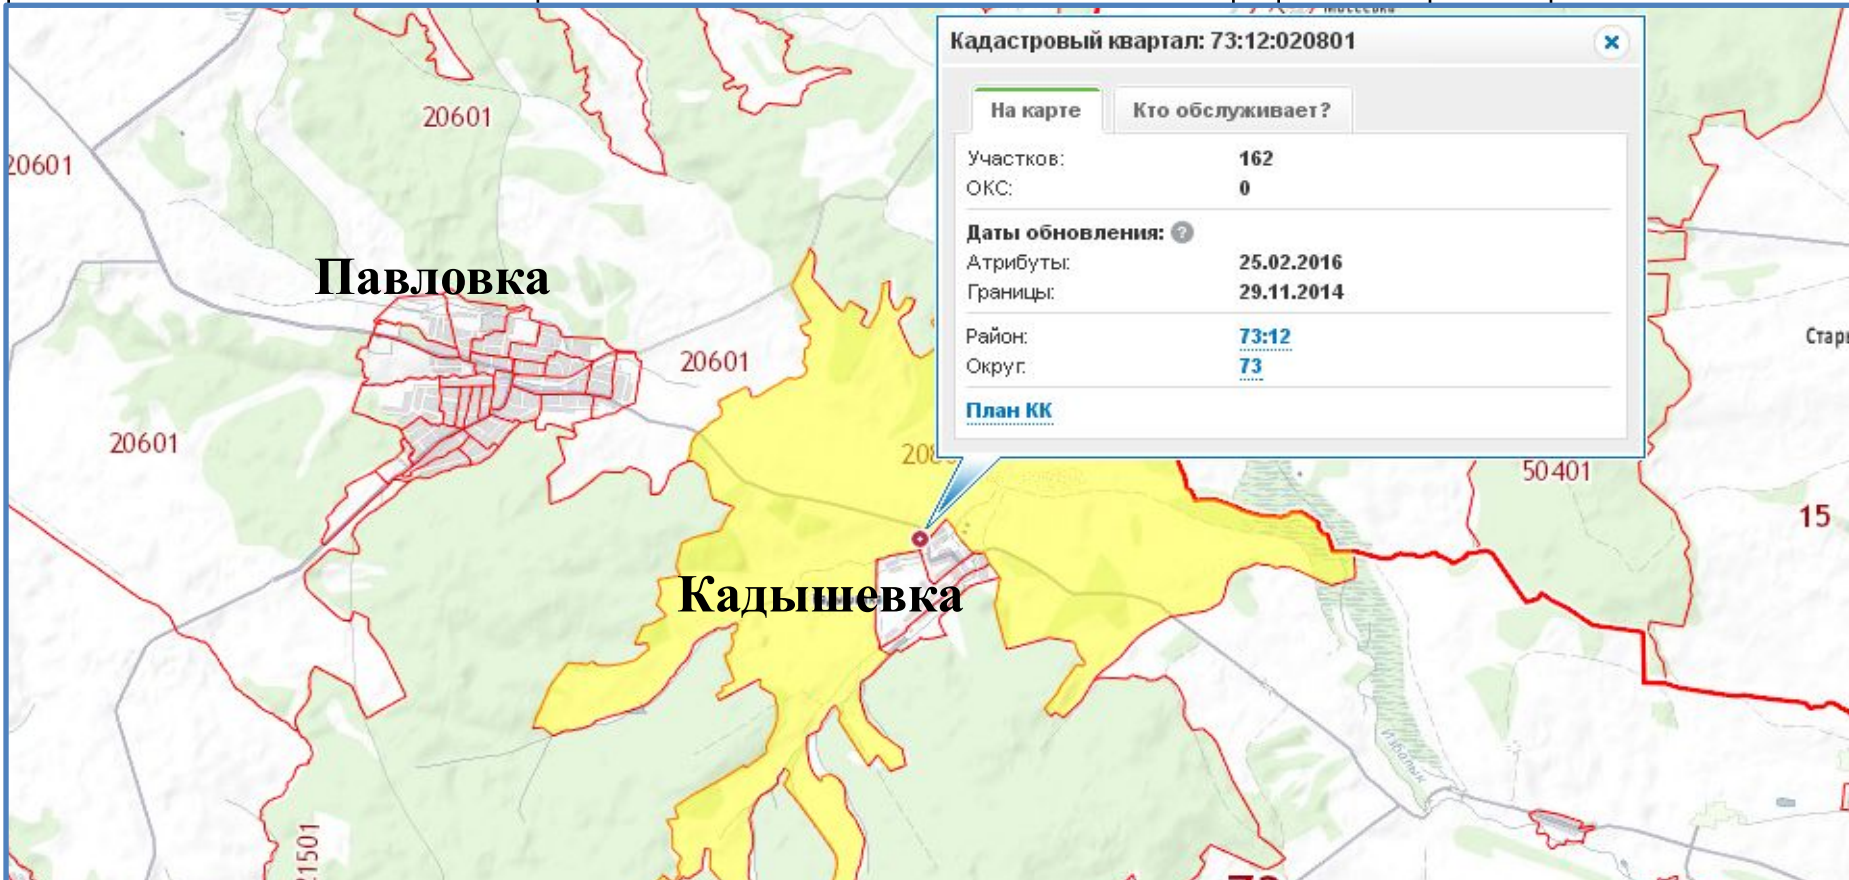 Кадастровый квартал: 73:12:020801
На карте Кто обслуживает?
Участков: 162
ОКС: 0
Даты обновления: ?
Атрибуты: 25.02.2016
Границы: 29.11.2014
Район: 73:12
Округ: 73
План КК
20601
20601
Павловка
20601
20601
Стар
50401
15
Кадышевка
Избалык
21501